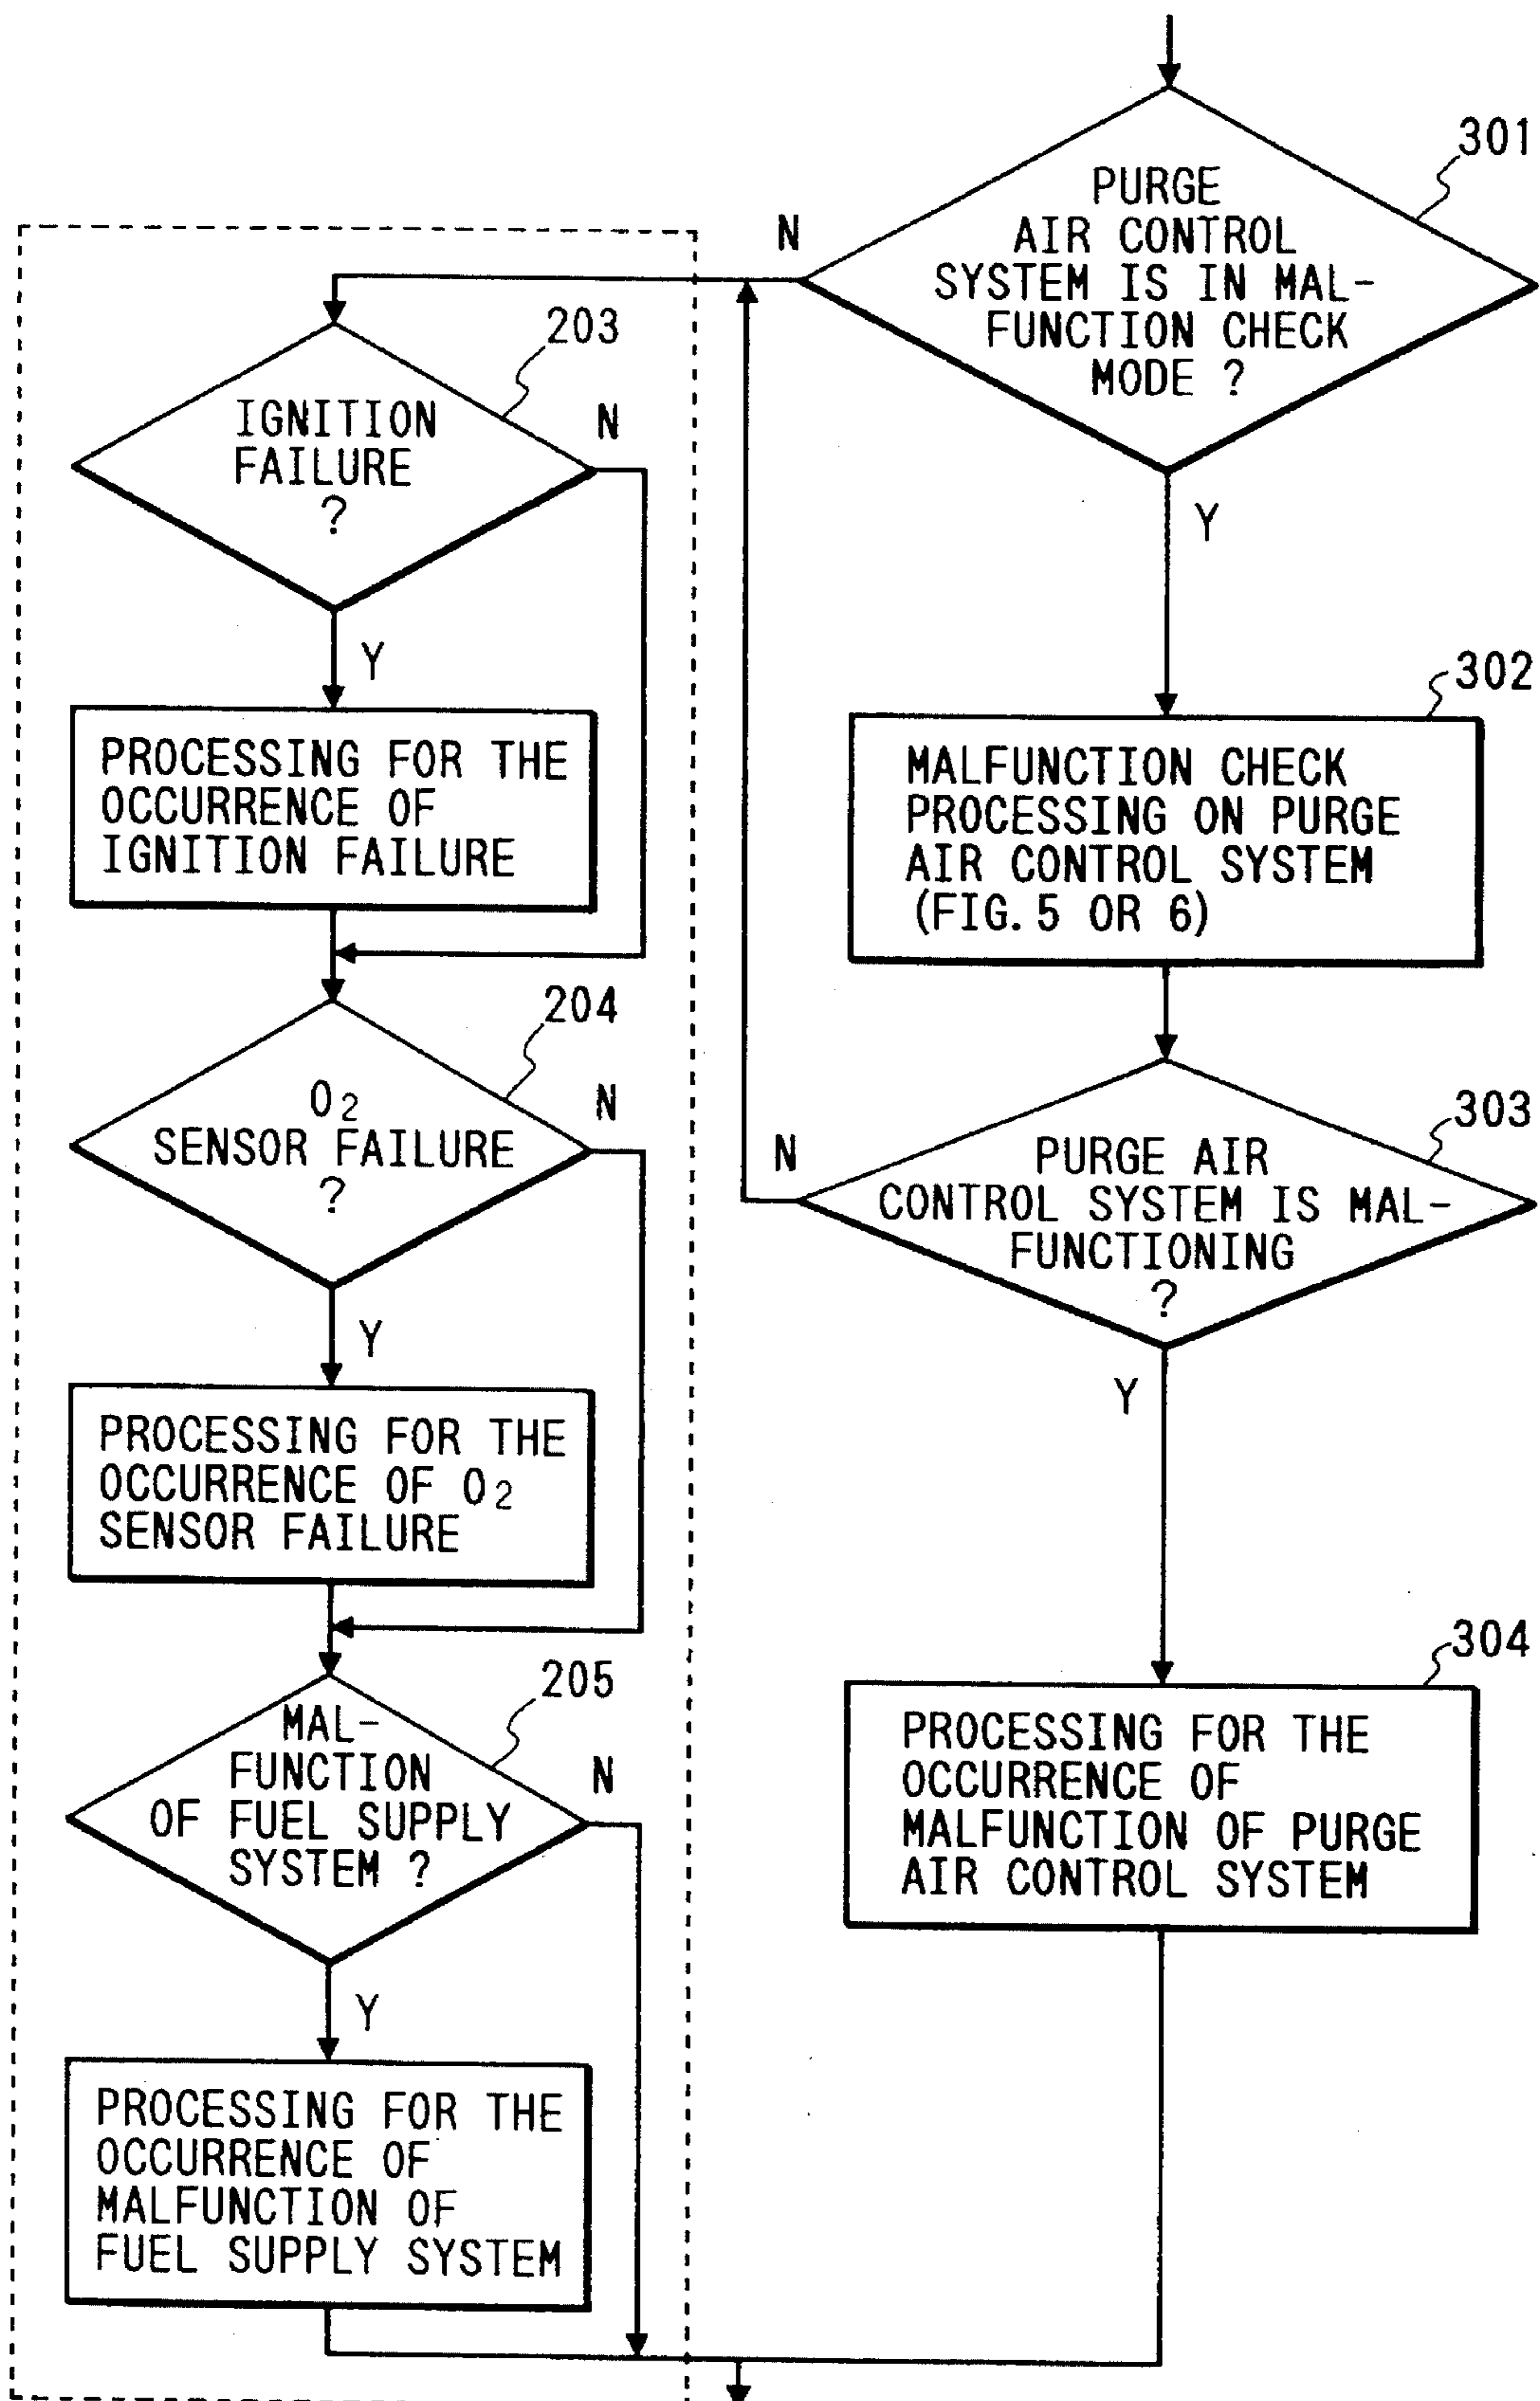 301
PURGE
AIR CONTROL
SYSTEM IS IN MAL-
FUNCTION CHECK
MODE ?
N
Y
302
MALFUNCTION CHECK
PROCESSING ON PURGE
AIR CONTROL SYSTEM
(FIG. 5 OR 6)
303
PURGE AIR
CONTROL SYSTEM IS MAL-
FUNCTIONING
?
N
Y
304
PROCESSING FOR THE
OCCURRENCE OF
MALFUNCTION OF PURGE
AIR CONTROL SYSTEM
203
IGNITION
FAILURE
?
N
Y
PROCESSING FOR THE
OCCURRENCE OF
IGNITION FAILURE
204
O2
SENSOR FAILURE
?
N
Y
PROCESSING FOR THE
OCCURRENCE OF O2
SENSOR FAILURE
205
MAL-
FUNCTION
OF FUEL SUPPLY
SYSTEM ?
N
Y
PROCESSING FOR THE
OCCURRENCE OF
MALFUNCTION OF
FUEL SUPPLY SYSTEM